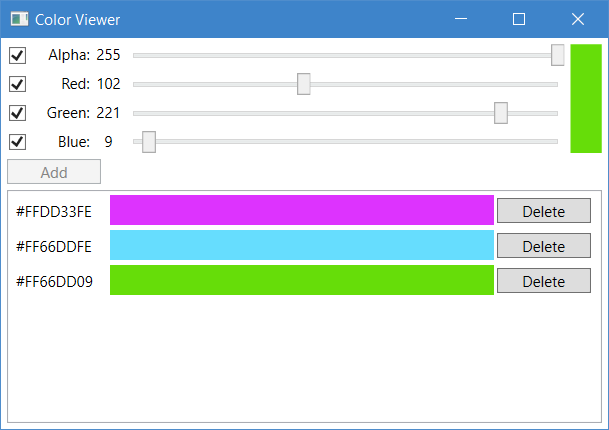 Color Viewer
Alpha: 255
Red: 102
Green: 221
Blue: 9
Add
#FFDD33FE Delete
#FF66DDFE Delete
#FF66DD09 Delete